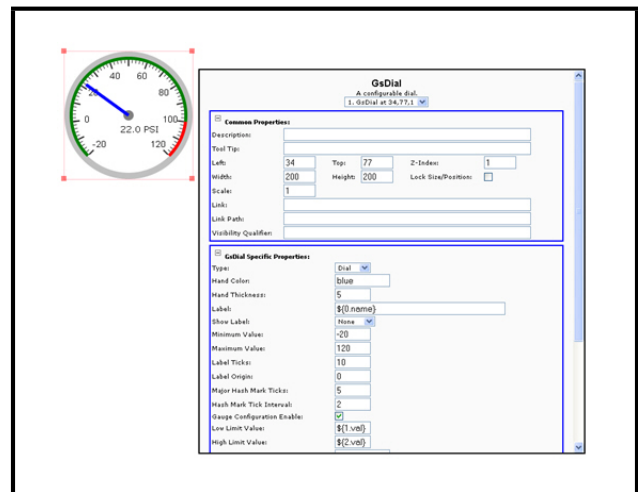 40 60
20 80
0 100
22.0 PSI
-20 120
GsDial
A configurable dial.
1. GsDial at 34,77,1
Common Properties:
Description:
Tool Tip:
Left: 34 Top: 77 Z-Index: 1
Width: 200 Height: 200 Lock Size/Position:
Scale: 1
Link:
Link Path:
Visibility Qualifier:
GsDial Specific Properties:
Type: Dial
Hand Color: blue
Hand Thickness: 5
Label: ${0.name}
Show Label: None
Minimum Value: -20
Maximum Value: 120
Label Ticks: 10
Label Origin: 0
Major Hash Mark Ticks: 5
Hash Mark Tick Interval: 2
Gauge Configuration Enable:
Low Limit Value: ${1.val}
High Limit Value: ${2.val}